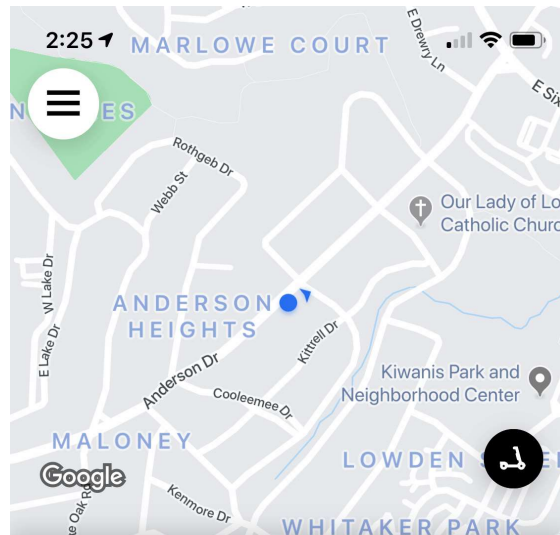 2:25
MARLOWE COURT
E Drewry Ln
E Six
N
ES
Rothgeb Dr
Webb St
Our Lady of Lo
Catholic Churc
W Lake Dr
E Lake Dr
ANDERSON
HEIGHTS
Kittrell Dr
Anderson Dr
Kiwanis Park and
Neighborhood Center
Cooleemee Dr
MALONEY
LOWDEN S
Google
e Oak Rd
Kenmore Dr
WHITAKER PARK